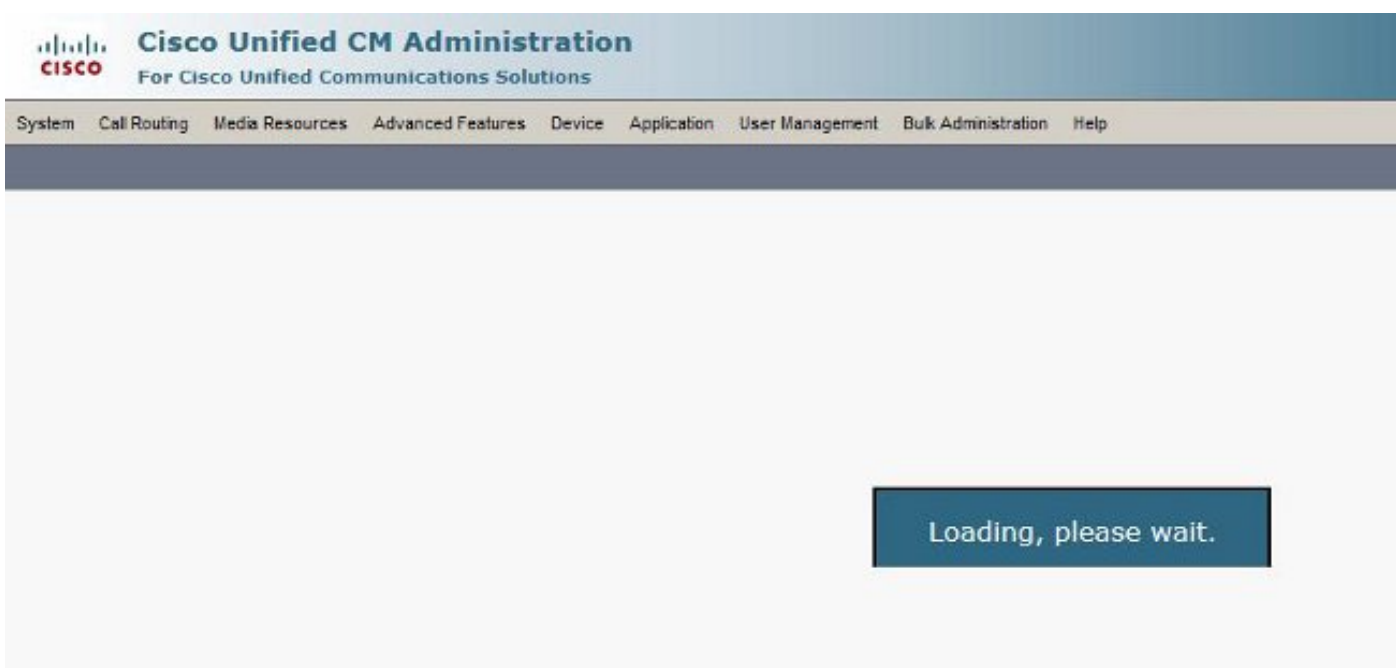 Cisco Unified CM Administration
CISCO
For Cisco Unified Communications Solutions
System Call Routing Media Resources Advanced Features Device Application User Management Bulk Administration Help
Loading, please wait.